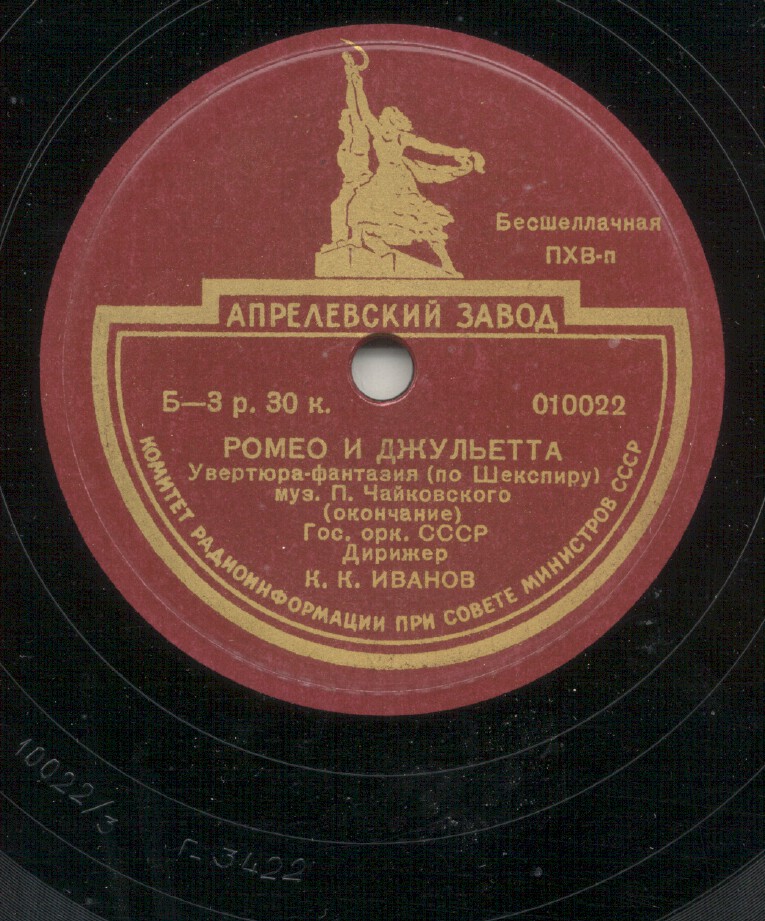 Бесшеллачная
ПХВ-п
АПРЕЛЕВСКИЙ ЗАВОД
Б—3 р. 30 к.
010022
РОМЕО И ДЖУЛЬЕТТА
Увертюра-фантазия (по Шекспиру)
муз. П. Чайковского
(окончание)
Гос. орк. СССР
Дирижер
К. К. ИВАНОВ
КОМИТЕТ РАДИОИНФОРМАЦИИ ПРИ СОВЕТЕ МИНИСТРОВ СССР
10022/3
Г-3422